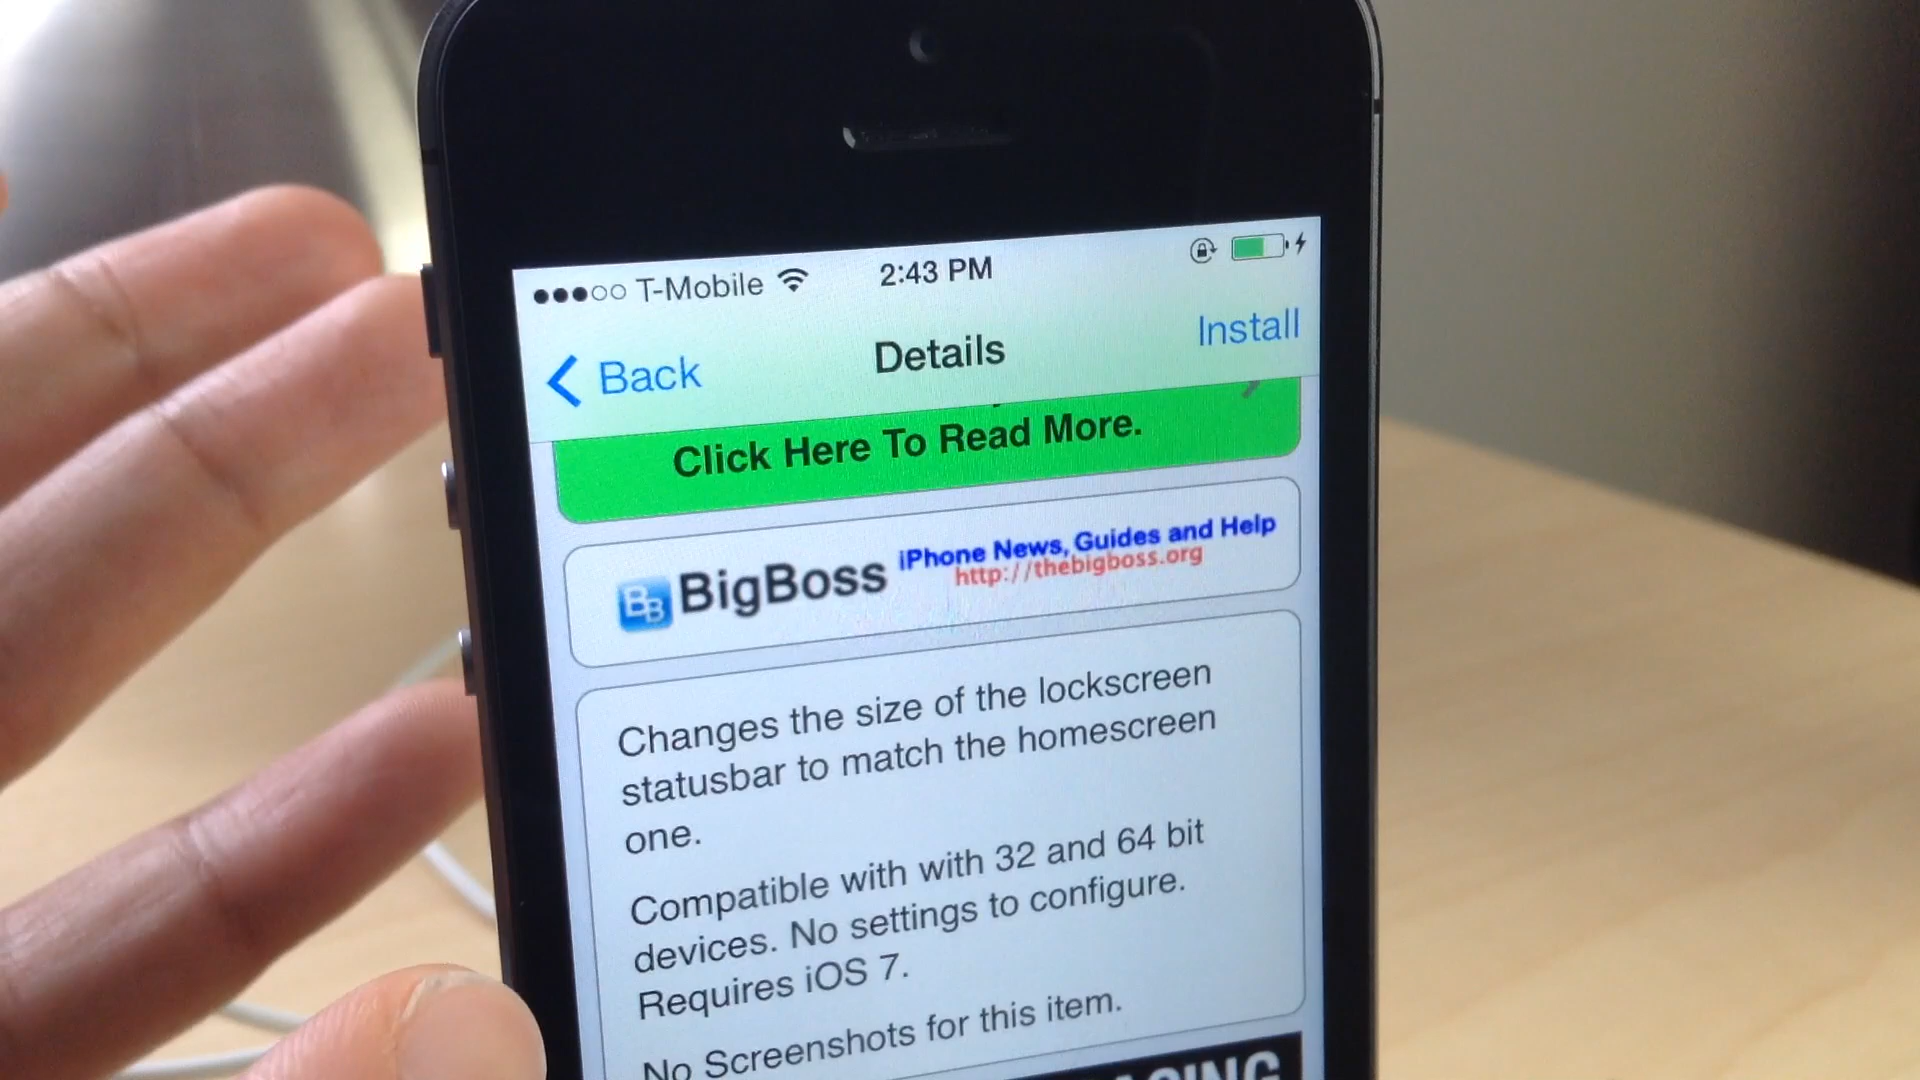 T-Mobile 2:43 PM
Back Details Install
Click Here To Read More.
BB BigBoss iPhone News, Guides and Help
http://thebigboss.org
Changes the size of the lockscreen
statusbar to match the homescreen
one.
Compatible with with 32 and 64 bit
devices. No settings to configure.
Requires iOS 7.
No Screenshots for this item.